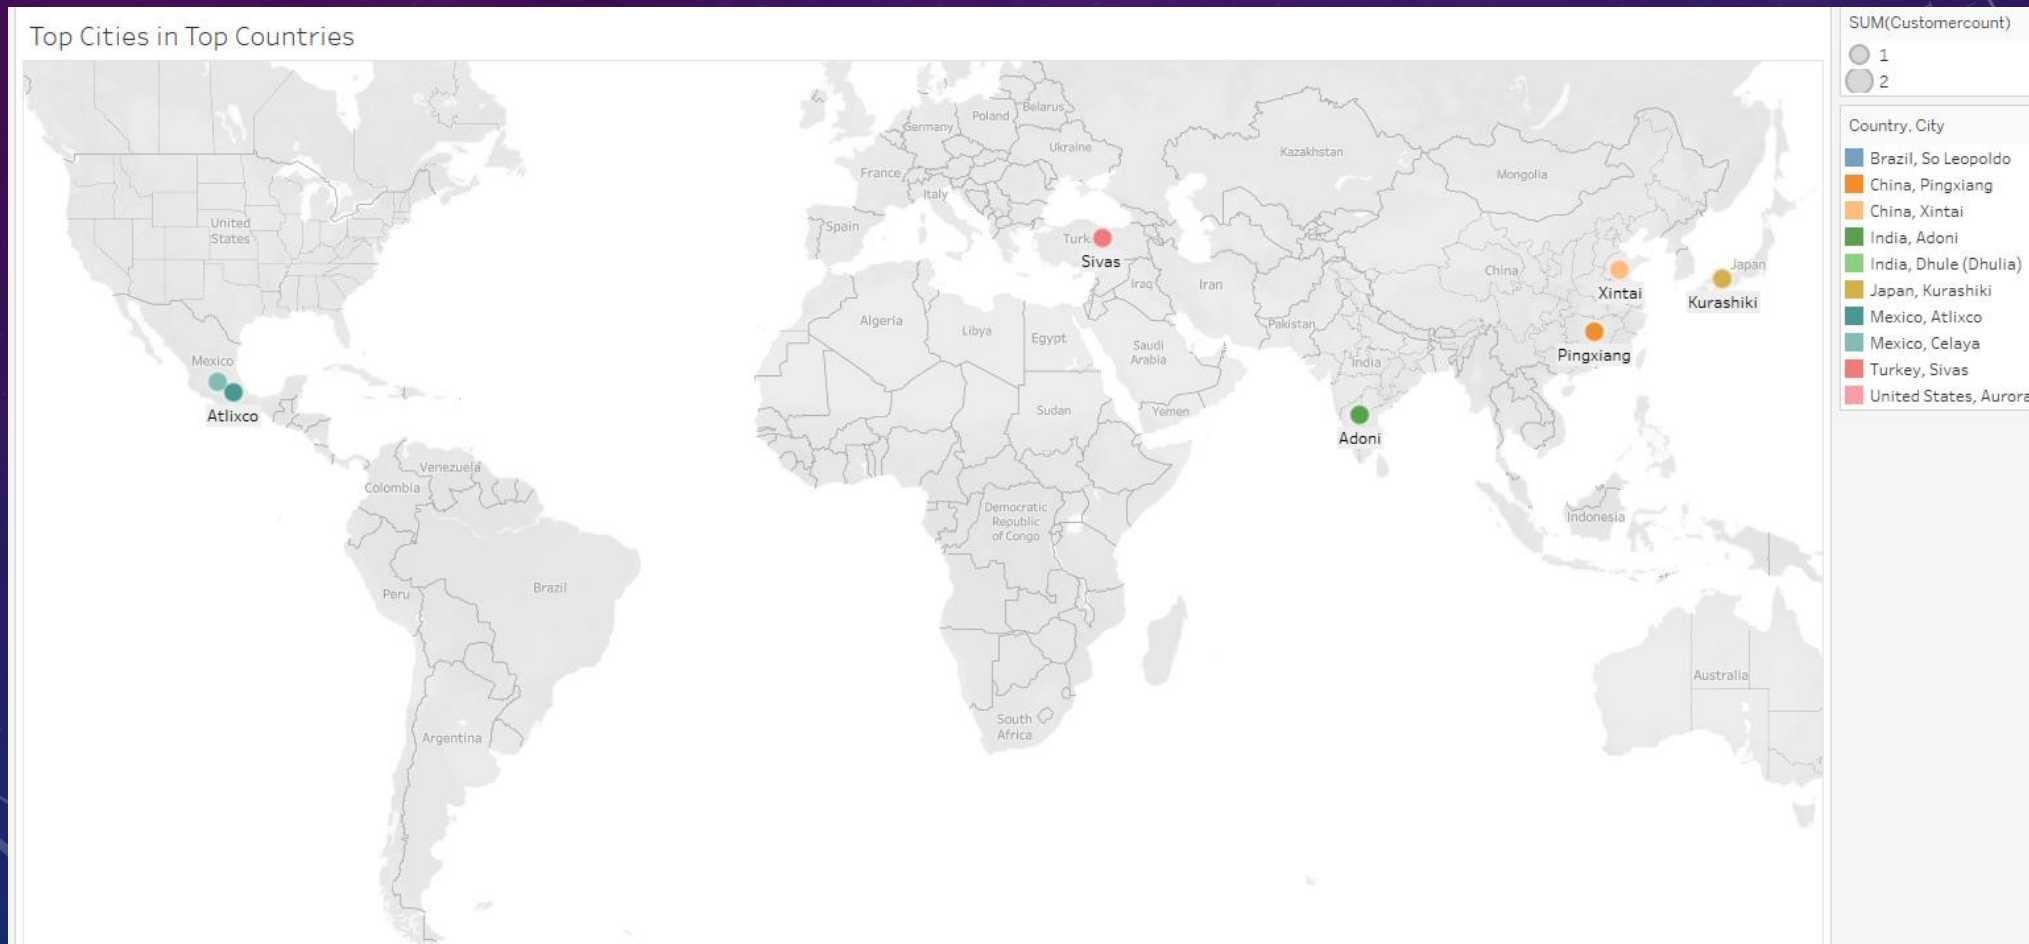 Top Cities in Top Countries
SUM(Customercount)
1
2
Country, City
Brazil, So Leopoldo
China, Pingxiang
China, Xintai
India, Adoni
India, Dhule (Dhulia)
Japan, Kurashiki
Mexico, Atlixco
Mexico, Celaya
Turkey, Sivas
United States, Aurora
Belarus
Poland
Germany
Ukraine
France
Italy
Spain
Kazakhstan
Mongolia
United
States
Turk
Sivas
China
Japan
Xintai
Kurashiki
Iraq
Iran
Algeria
Libya
Egypt
Pakistan
Saudi
Arabia
Pingxiang
India
Mexico
Atlixco
Sudan
Yemen
Adoni
Venezuela
Colombia
Democratic
Republic
of Congo
Indonesia
Peru
Brazil
Australia
South
Africa
Argentina